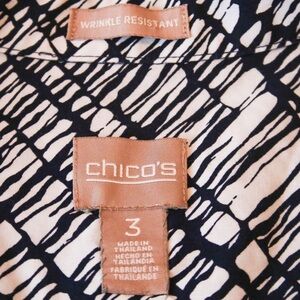 WRINKLE RESISTANT
chico's
3
MADE IN
THAILAND
HECHO EN
TAILANDIA
FABRIQUÉ EN
THAÏLANDE